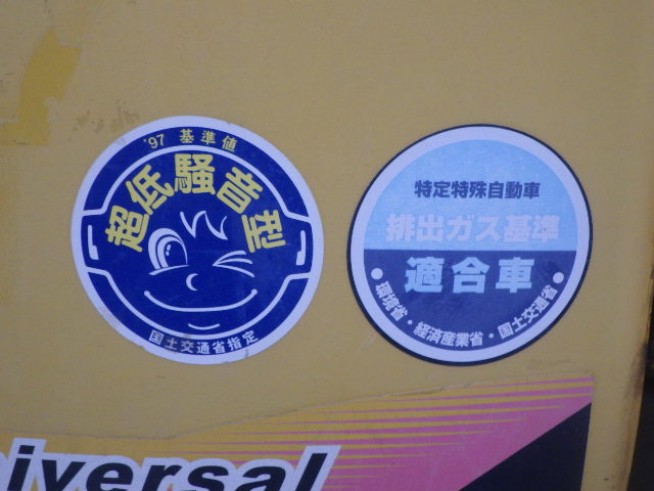 '97 基準値
超低騒音型
国土交通省指定
特定特殊自動車
排出ガス基準
適合車
●環境省・経済産業省・国土交通省●
iversal